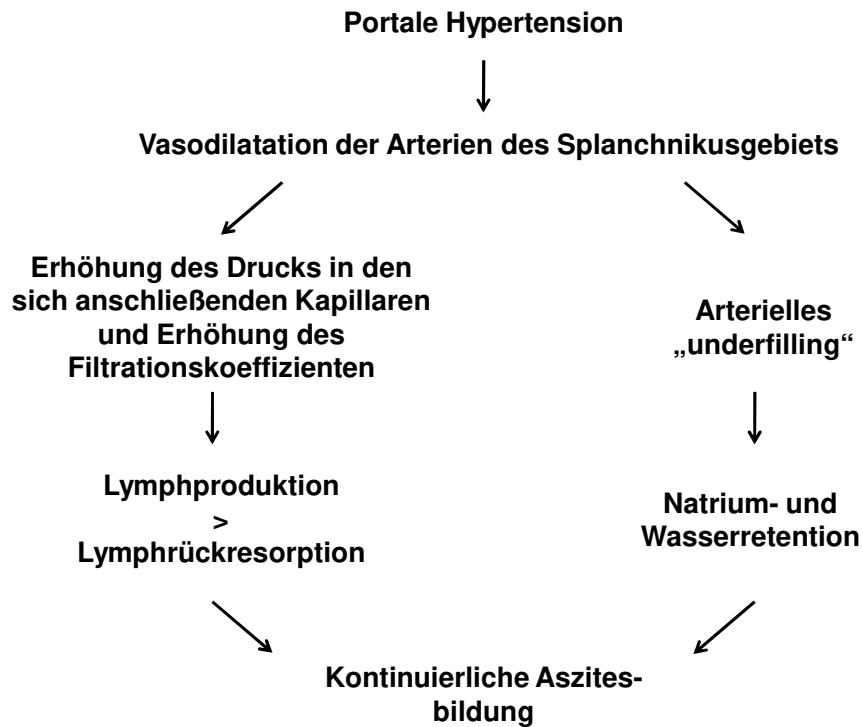 Portale Hypertension
Vasodilatation der Arterien des Splanchnikusgebiets
Erhöhung des Drucks in den
sich anschließenden Kapillaren
und Erhöhung des
Filtrationskoeffizienten
Arterielles
„underfilling“
Lymphproduktion
>
Lymphrückresorption
Natrium- und
Wasserretention
Kontinuierliche Aszites-
bildung